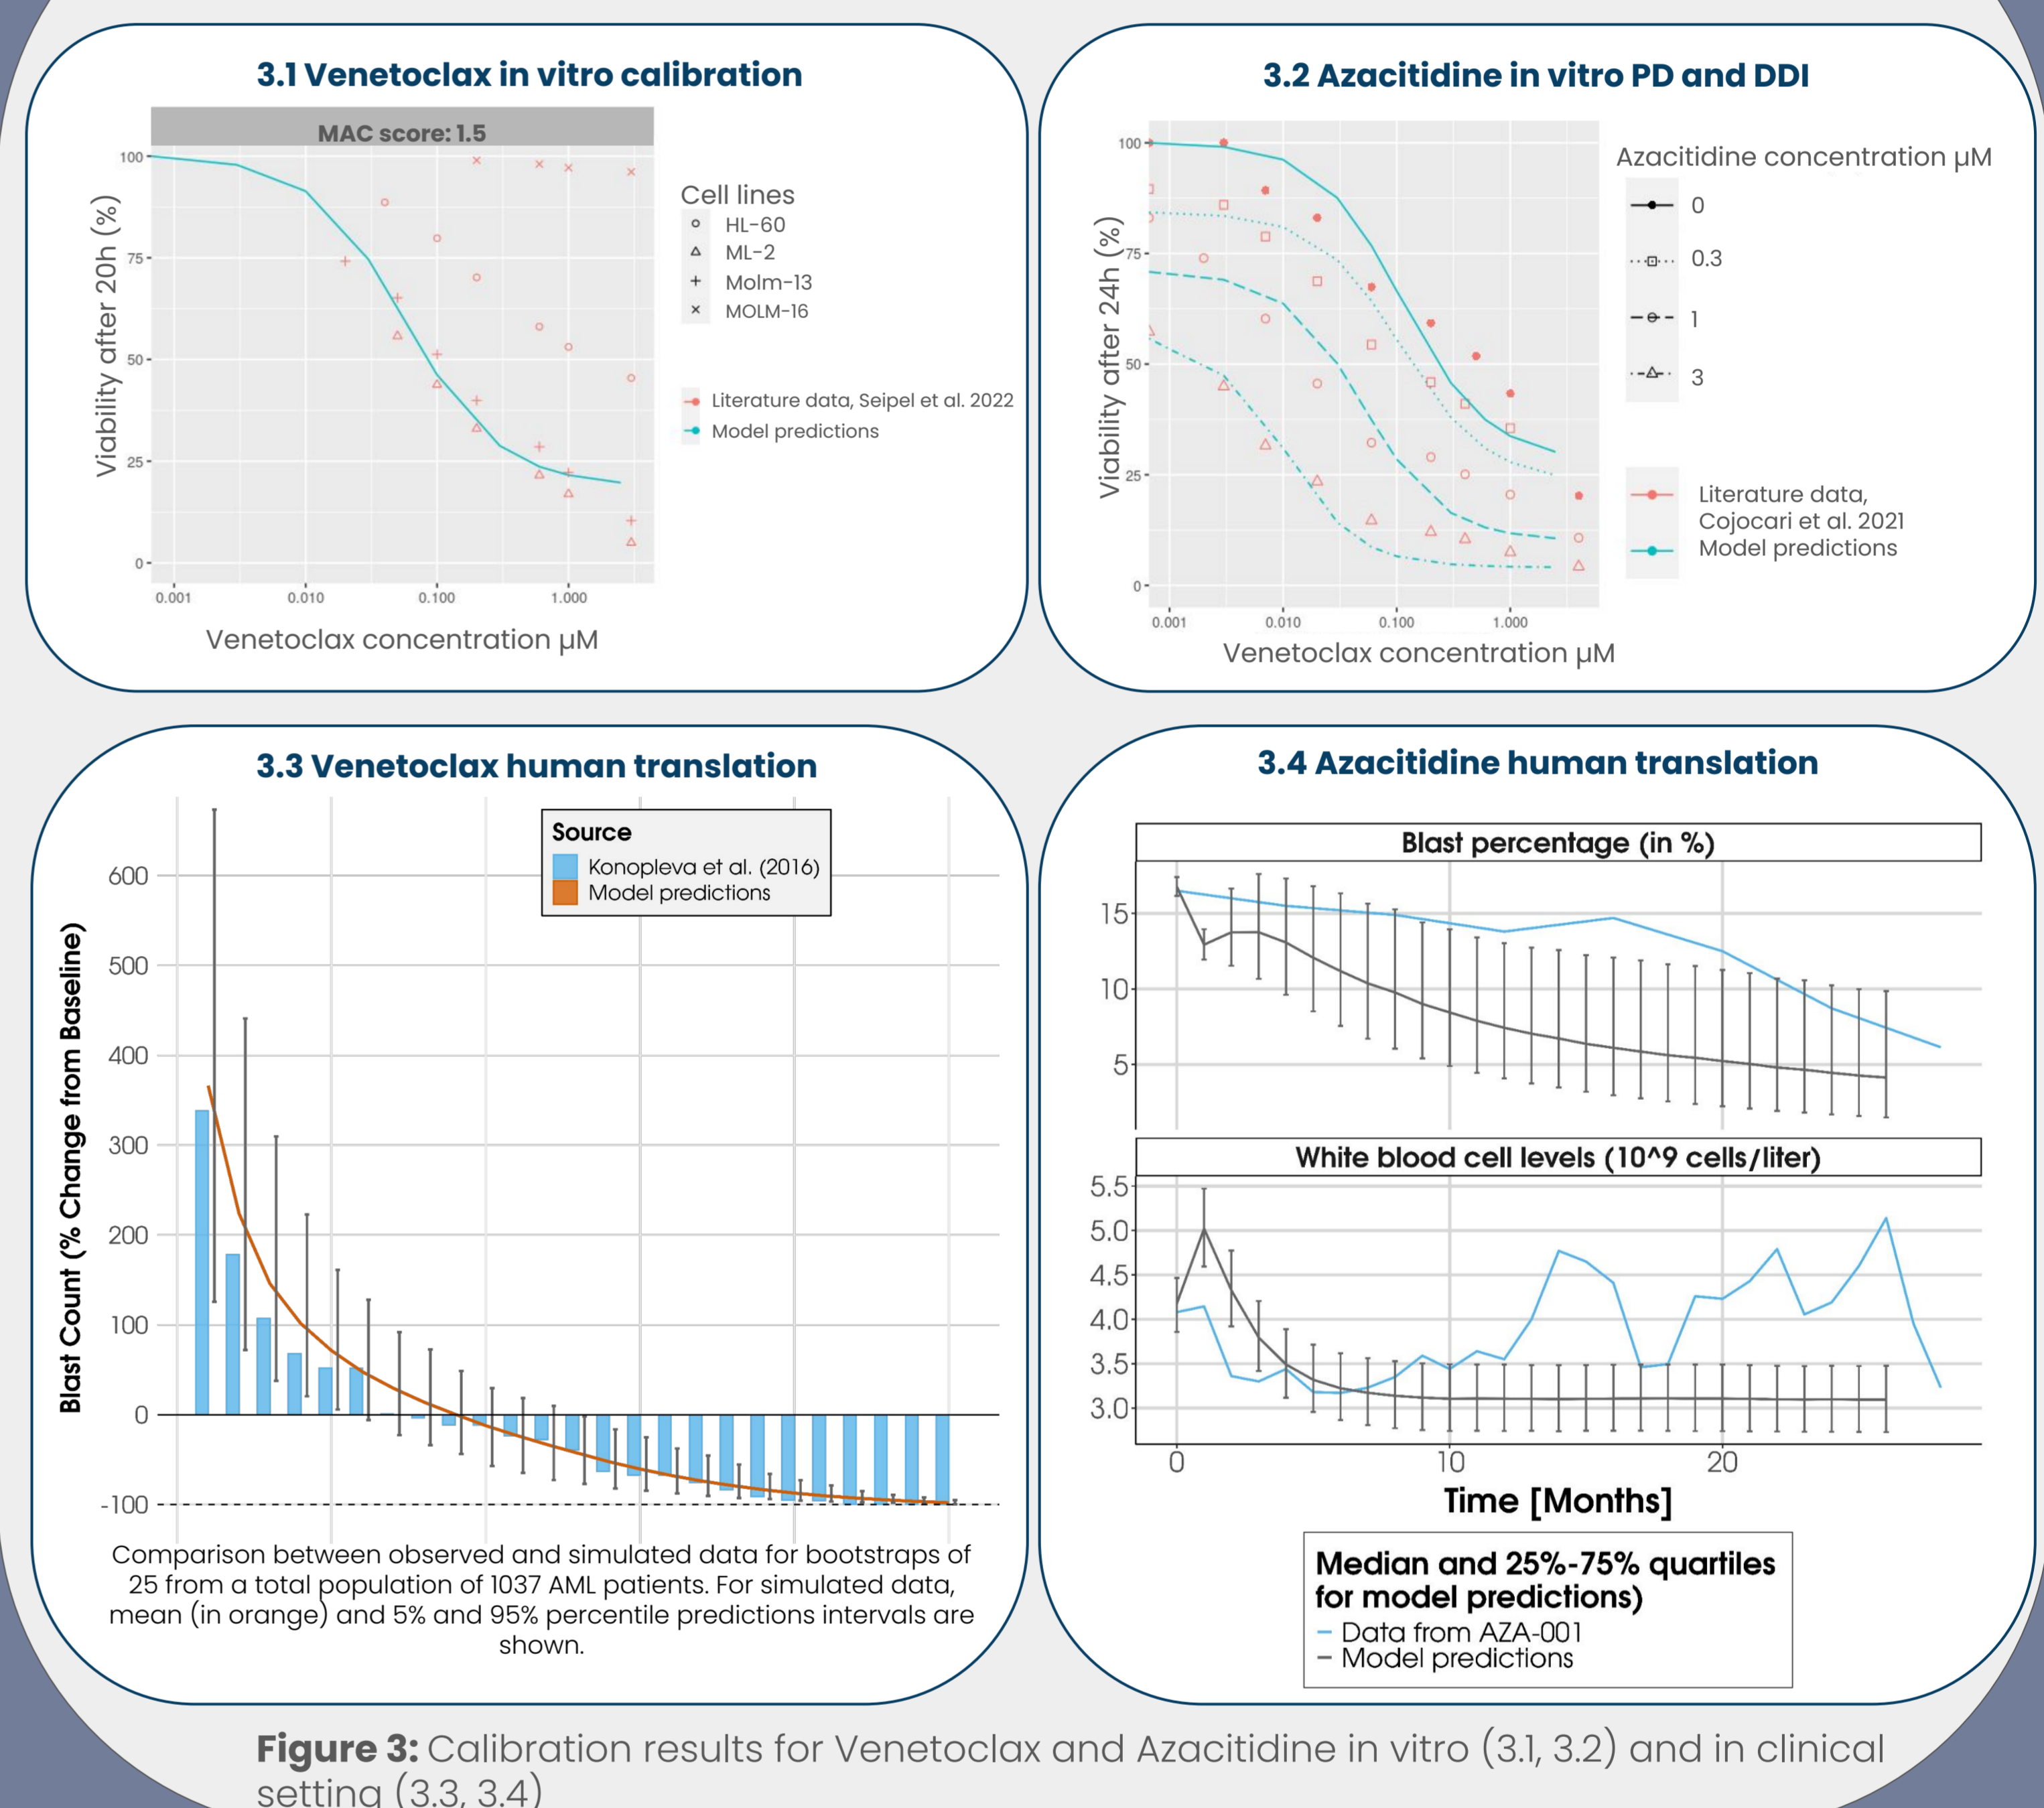 3.1 Venetoclax in vitro calibration
MAC score: 1.5
Viability after 20h (%)
100
75
50
25
0
0.001
0.010
0.100
1.000
Venetoclax concentration µM
Cell lines
HL-60
ML-2
Molm-13
MOLM-16
Literature data, Seipel et al. 2022
Model predictions
3.2 Azacitidine in vitro PD and DDI
Viability after 24h (%)
100
75
50
25
0
0.001
0.010
0.100
1.000
Venetoclax concentration µM
Azacitidine concentration µM
0
0.3
1
3
Literature data,
Cojocari et al. 2021
Model predictions
3.3 Venetoclax human translation
Blast Count (% Change from Baseline)
600
500
400
300
200
100
0
-100
Source
Konopleva et al. (2016)
Model predictions
Comparison between observed and simulated data for bootstraps of
25 from a total population of 1037 AML patients. For simulated data,
mean (in orange) and 5% and 95% percentile predictions intervals are
shown.
3.4 Azacitidine human translation
Blast percentage (in %)
15
10
5
White blood cell levels (10^9 cells/liter)
5.5
5.0
4.5
4.0
3.5
3.0
0
10
20
Time [Months]
Median and 25%-75% quartiles
for model predictions)
Data from AZA-001
Model predictions
Figure 3: Calibration results for Venetoclax and Azacitidine in vitro (3.1, 3.2) and in clinical
setting (3.3, 3.4)